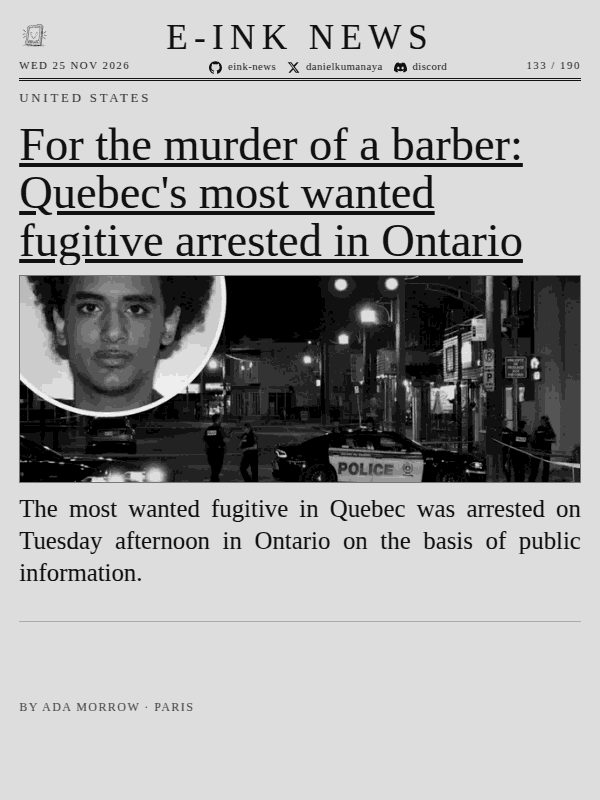 E-INK NEWS
WED 25 NOV 2026
eink-news danielkumanaya discord
133 / 190
UNITED STATES
For the murder of a barber:
Quebec's most wanted
fugitive arrested in Ontario
POLICE
The most wanted fugitive in Quebec was arrested on
Tuesday afternoon in Ontario on the basis of public
information.
BY ADA MORROW · PARIS